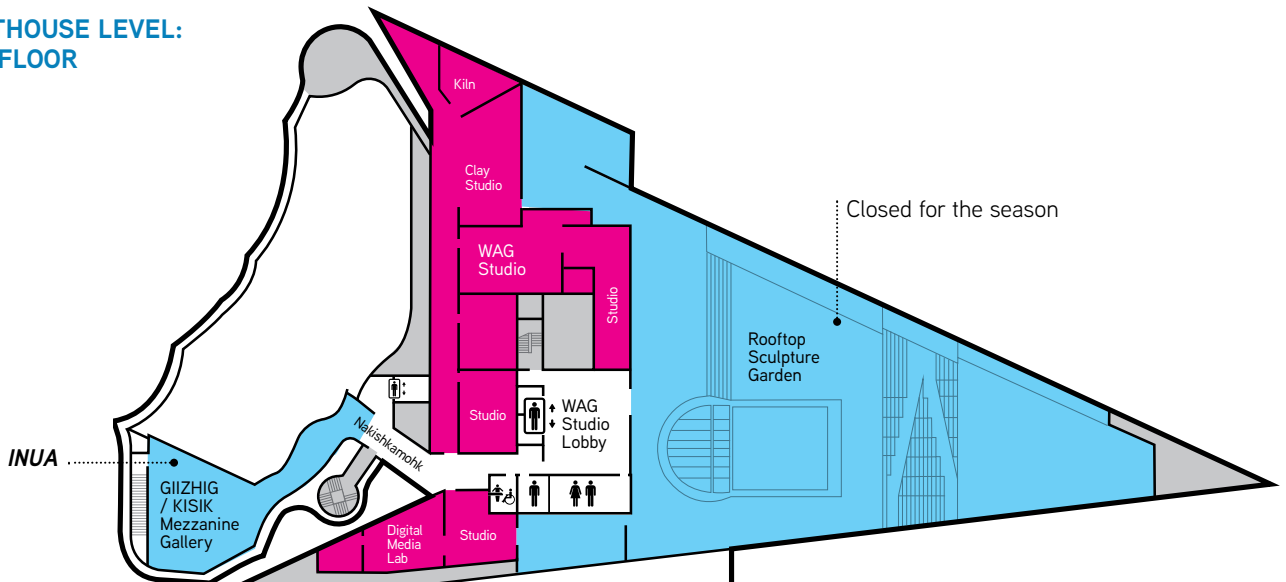 THOUSE LEVEL:
FLOOR
Kiln
Clay
Studio
Closed for the season
WAG
Studio
Studio
Rooftop
Sculpture
Garden
Studio
WAG
Studio
Lobby
Nakishkamohk
INUA
GIIZHIG
/ KISIK
Mezzanine
Gallery
Digital
Media
Lab
Studio